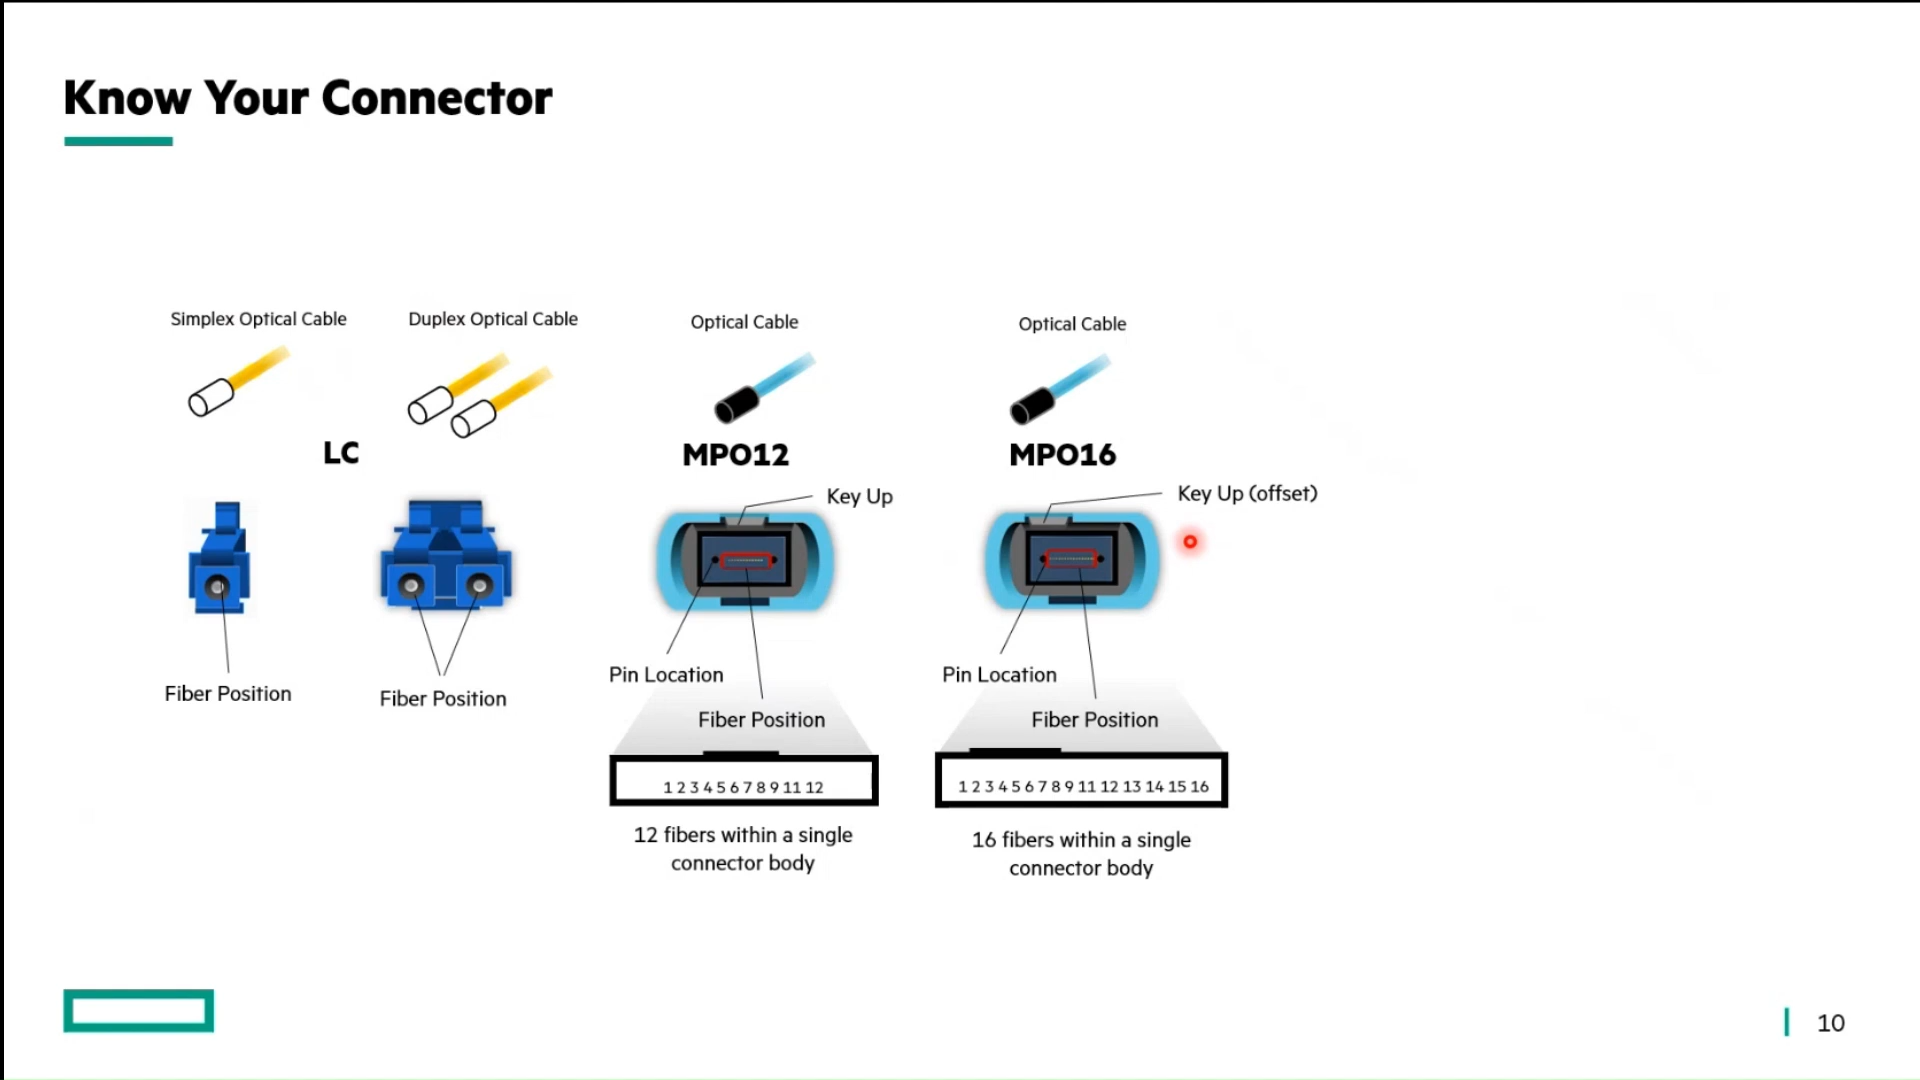 Know Your Connector
Simplex Optical Cable
Duplex Optical Cable
LC
Fiber Position
Fiber Position
Optical Cable
MPO12
Key Up
Pin Location
Fiber Position
1 2 3 4 5 6 7 8 9 11 12
12 fibers within a single
connector body
Optical Cable
MPO16
Key Up (offset)
Pin Location
Fiber Position
1 2 3 4 5 6 7 8 9 11 12 13 14 15 16
16 fibers within a single
connector body
10